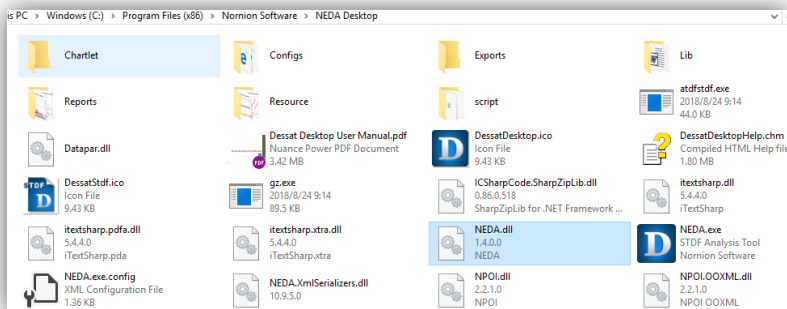 is PC > Windows (C:) > Program Files (x86) > Nornion Software > NEDA Desktop
Chartlet
Configs
Exports
Lib
Reports
Resource
script
atdfstdf.exe
2018/8/24 9:14
44.0 KB
Datapar.dll
Dessat Desktop User Manual.pdf
Nuance Power PDF Document
3.42 MB
PDF
DessatDesktop.ico
Icon File
9.43 KB
DessatDesktopHelp.chm
Compiled HTML Help file
1.80 MB
STDF
DessatStdf.ico
Icon File
9.43 KB
gz.exe
2018/8/24 9:14
89.5 KB
ICSharpCode.SharpZipLib.dll
0.86.0.518
SharpZipLib for .NET Framework ...
itextsharp.dll
5.4.4.0
iTextSharp
itextsharp.pdfa.dll
5.4.4.0
iTextSharp.pdfa
itextsharp.xtra.dll
5.4.4.0
iTextSharp.xtra
NEDA.dll
1.4.0.0
NEDA
NEDA.exe
STDF Analysis Tool
Nornion Software
NEDA.exe.config
XML Configuration File
1.36 KB
NEDA.XmlSerializers.dll
10.9.5.0
NPOI.dll
2.2.1.0
NPOI
NPOI.OOXML.dll
2.2.1.0
NPOI OOXML